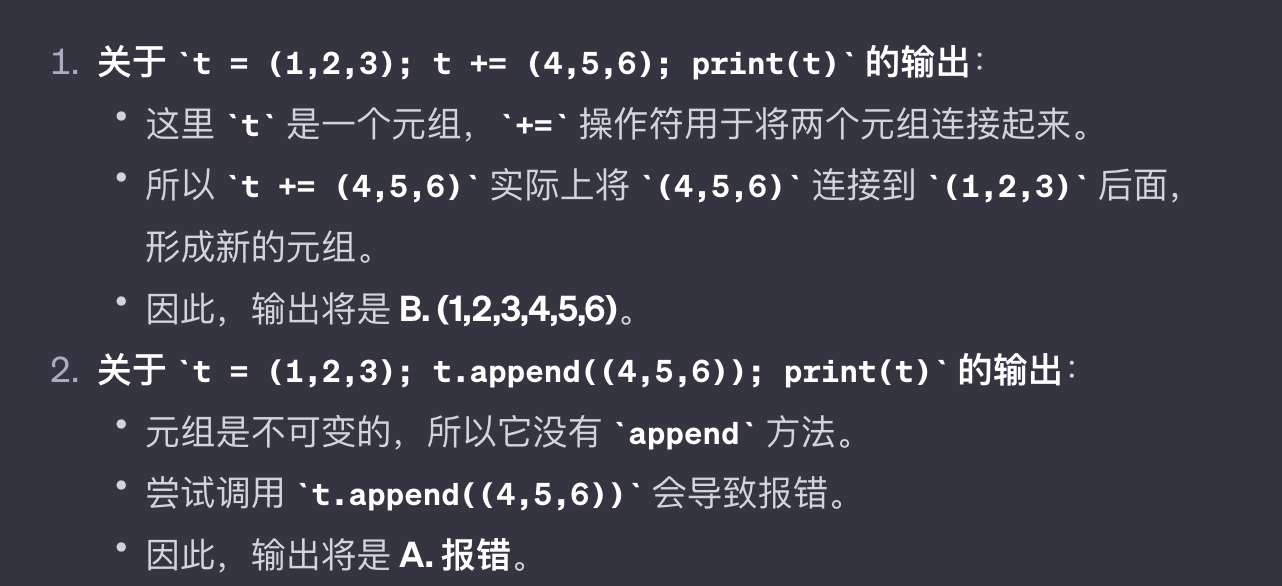 1. 关于 `t = (1,2,3); t += (4,5,6); print(t)` 的输出：
• 这里 `t` 是一个元组，`+=` 操作符用于将两个元组连接起来。
• 所以 `t += (4,5,6)` 实际上将 `(4,5,6)` 连接到 `(1,2,3)` 后面，
形成新的元组。
• 因此，输出将是 B. (1,2,3,4,5,6)。
2. 关于 `t = (1,2,3); t.append((4,5,6)); print(t)` 的输出：
• 元组是不可变的，所以它没有 `append` 方法。
• 尝试调用 `t.append((4,5,6))` 会导致报错。
• 因此，输出将是 A. 报错。